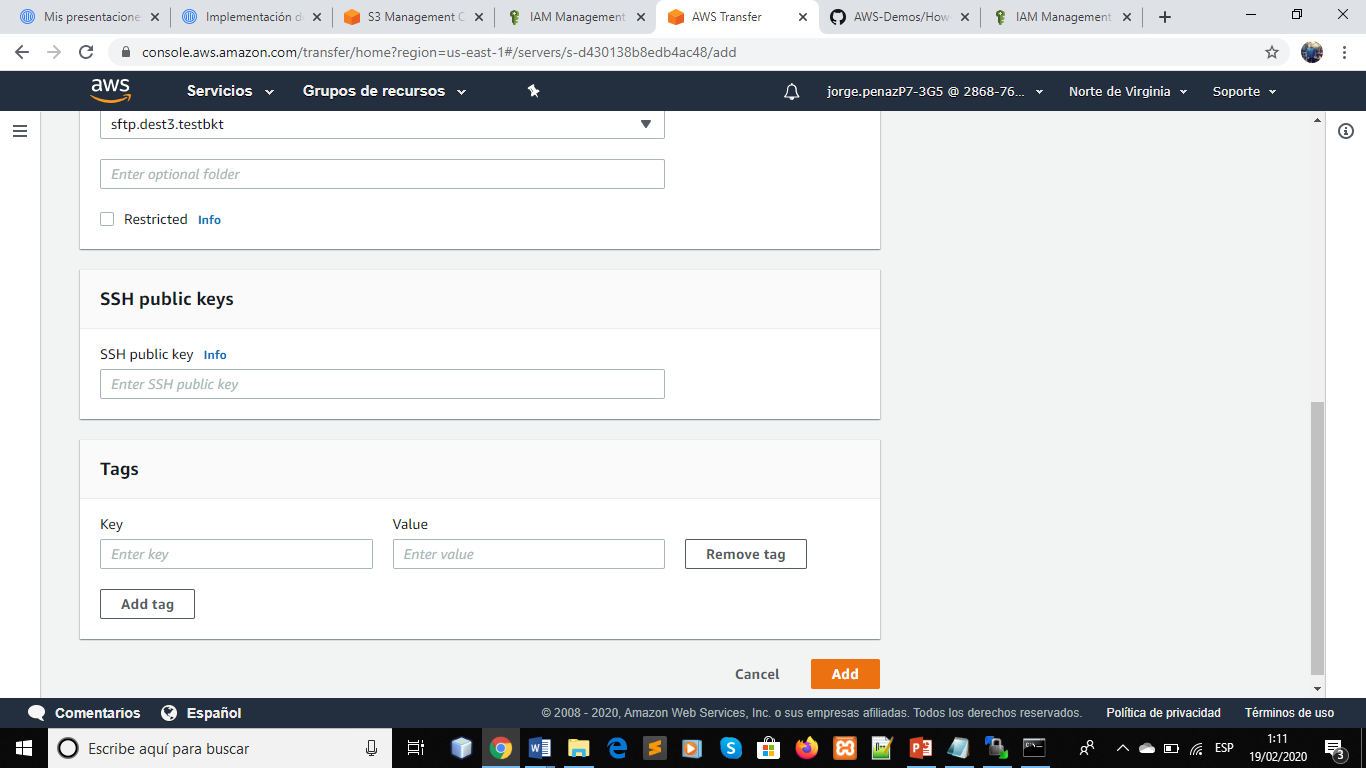 Mis presentacione
Implementación d
S3 Management C
IAM Management
AWS Transfer
AWS-Demos/How
IAM Management
console.aws.amazon.com/transfer/home?region=us-east-1#/servers/s-d430138b8edb4ac48/add
aws
Servicios
Grupos de recursos
jorge.penazP7-3G5 @ 2868-76...
Norte de Virginia
Soporte
sftp.dest3.testbkt
Enter optional folder
Restricted Info
SSH public keys
SSH public key Info
Enter SSH public key
Tags
Key Value
Enter key Enter value Remove tag
Add tag
Cancel Add
Comentarios Español © 2008 - 2020, Amazon Web Services, Inc. o sus empresas afiliadas. Todos los derechos reservados. Política de privacidad Términos de uso
Escribe aquí para buscar
ESP
1:11
19/02/2020
3